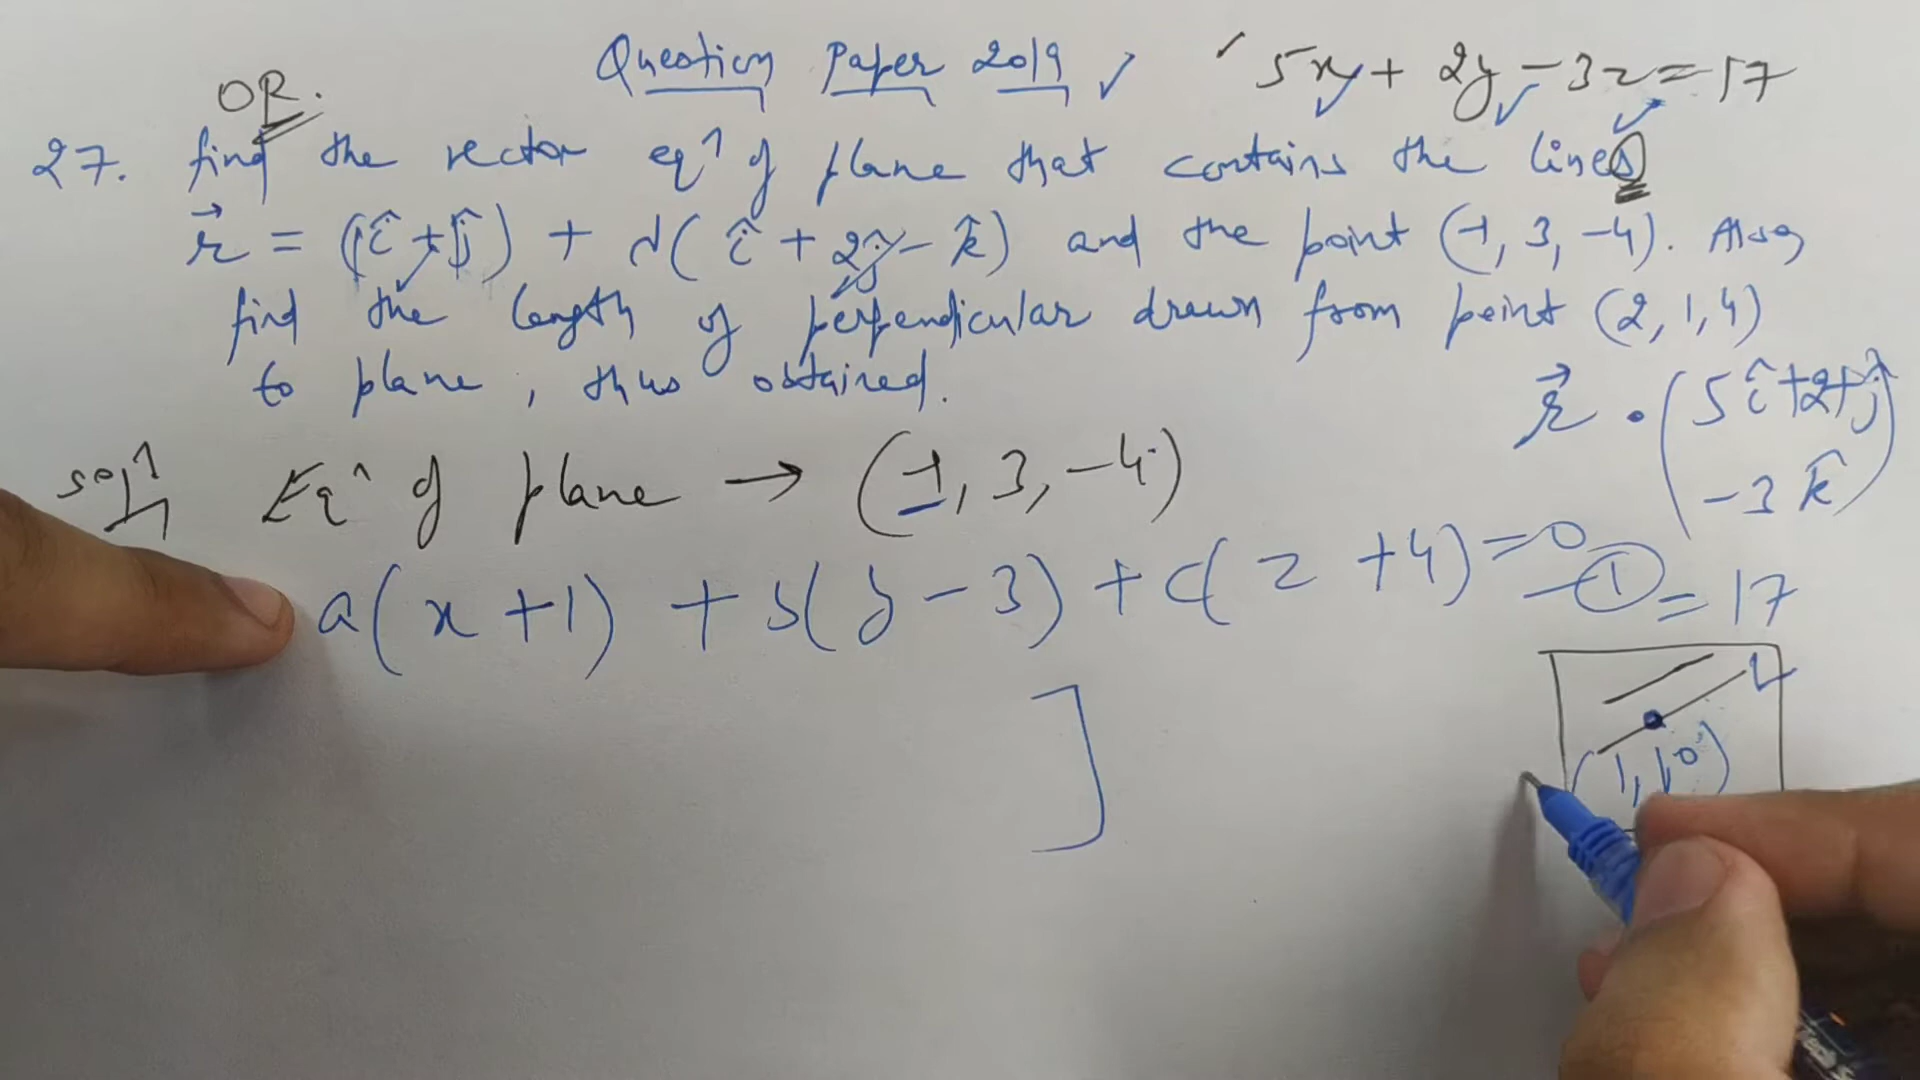 Question Paper 2019 ✓
✓ 5x + 2y - 3z = 17
OR.
27. find the vector eqⁿ of plane that contains the lines
r⃗ = (î + ĵ) + λ(î + 2ĵ - k̂) and the point (-1, 3, -4). Also
find the length of perpendicular drawn from point (2, 1, 4)
to plane, thus obtained.
r⃗ . (5î + 2+ĵ
-3k̂)
= 17
solⁿ Eqⁿ of plane → (-1, 3, -4)
a(x + 1) + b(y - 3) + c(z + 4) = 0 — ①
L
(1, 1, 0)